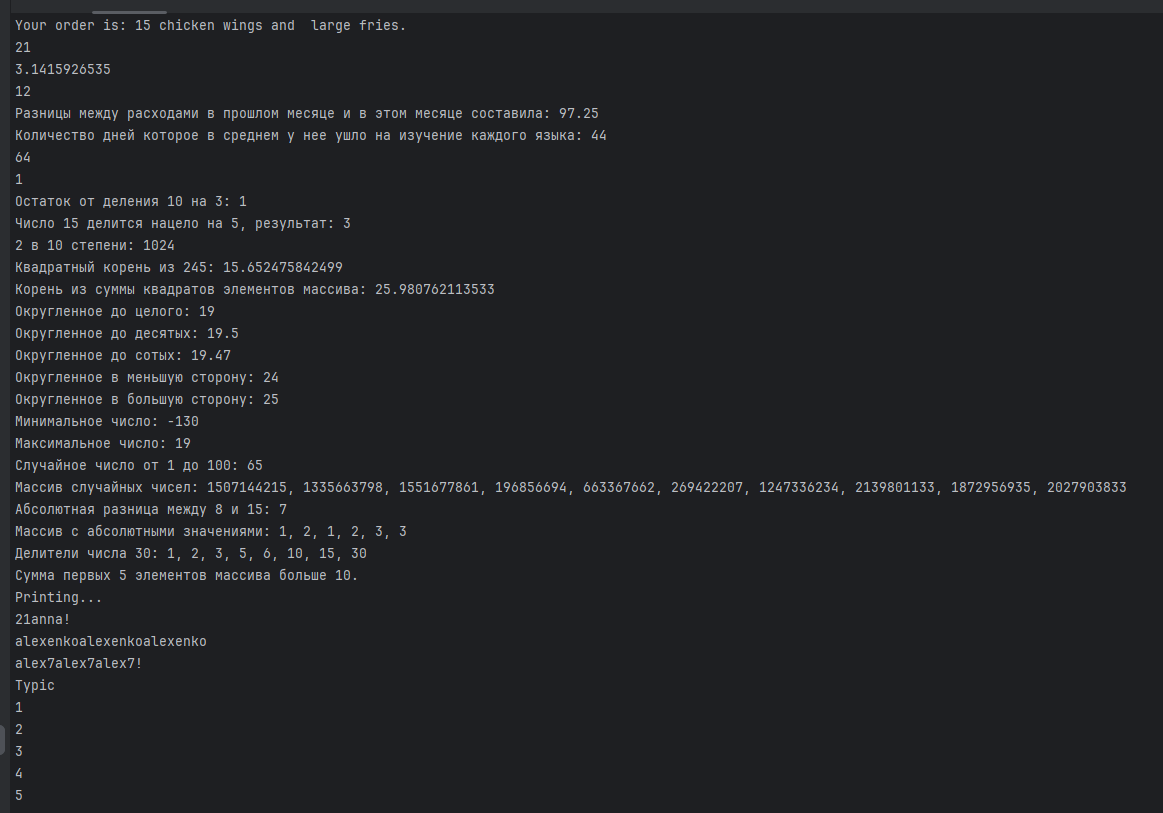 Your order is: 15 chicken wings and  large fries.
21
3.1415926535
12
Разницы между расходами в прошлом месяце и в этом месяце составила: 97.25
Количество дней которое в среднем у нее ушло на изучение каждого языка: 44
64
1
Остаток от деления 10 на 3: 1
Число 15 делится нацело на 5, результат: 3
2 в 10 степени: 1024
Квадратный корень из 245: 15.652475842499
Корень из суммы квадратов элементов массива: 25.980762113533
Округленное до целого: 19
Округленное до десятых: 19.5
Округленное до сотых: 19.47
Округленное в меньшую сторону: 24
Округленное в большую сторону: 25
Минимальное число: -130
Максимальное число: 19
Случайное число от 1 до 100: 65
Массив случайных чисел: 1507144215, 1335663798, 1551677861, 196856694, 663367662, 269422207, 1247336234, 2139801133, 1872956935, 2027903833
Абсолютная разница между 8 и 15: 7
Массив с абсолютными значениями: 1, 2, 1, 2, 3, 3
Делители числа 30: 1, 2, 3, 5, 6, 10, 15, 30
Сумма первых 5 элементов массива больше 10.
Printing...
21anna!
alexenkoalexenkoalexenko
alex7alex7alex7!
Typic
1
2
3
4
5